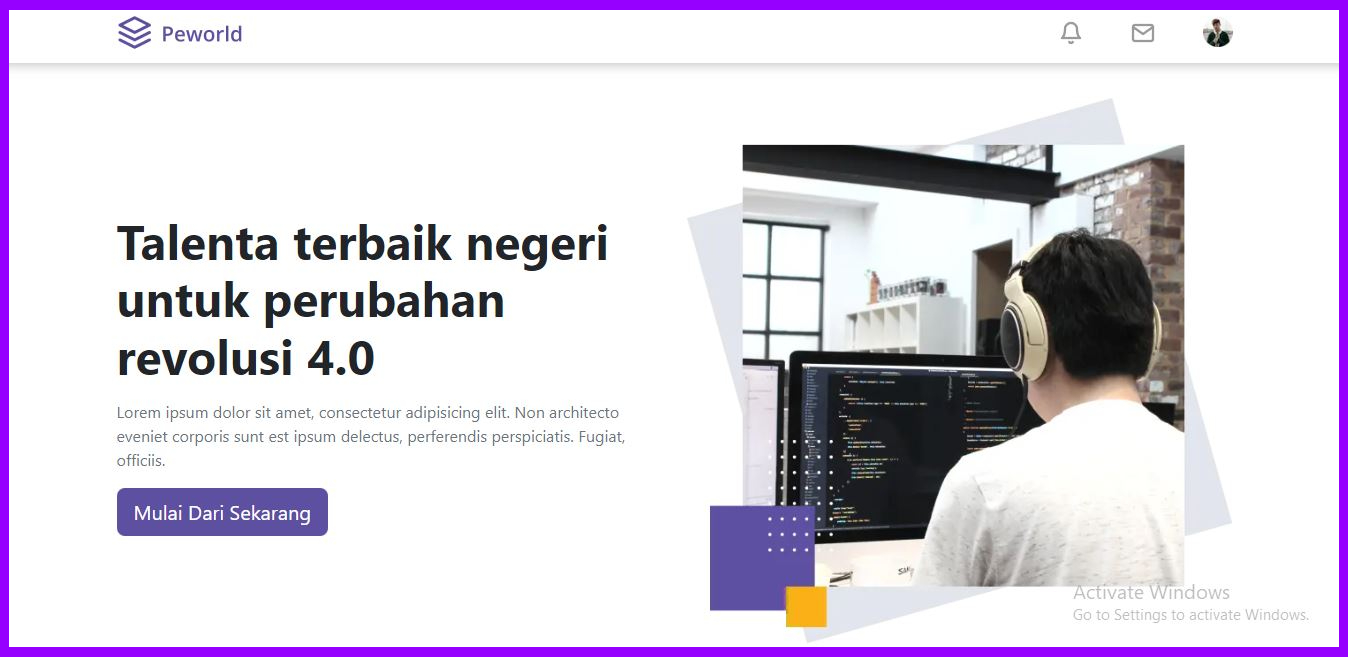 Peworld
Talenta terbaik negeri
untuk perubahan
revolusi 4.0
Lorem ipsum dolor sit amet, consectetur adipisicing elit. Non architecto
eveniet corporis sunt est ipsum delectus, perferendis perspiciatis. Fugiat,
officiis.
Mulai Dari Sekarang
Activate Windows
Go to Settings to activate Windows.